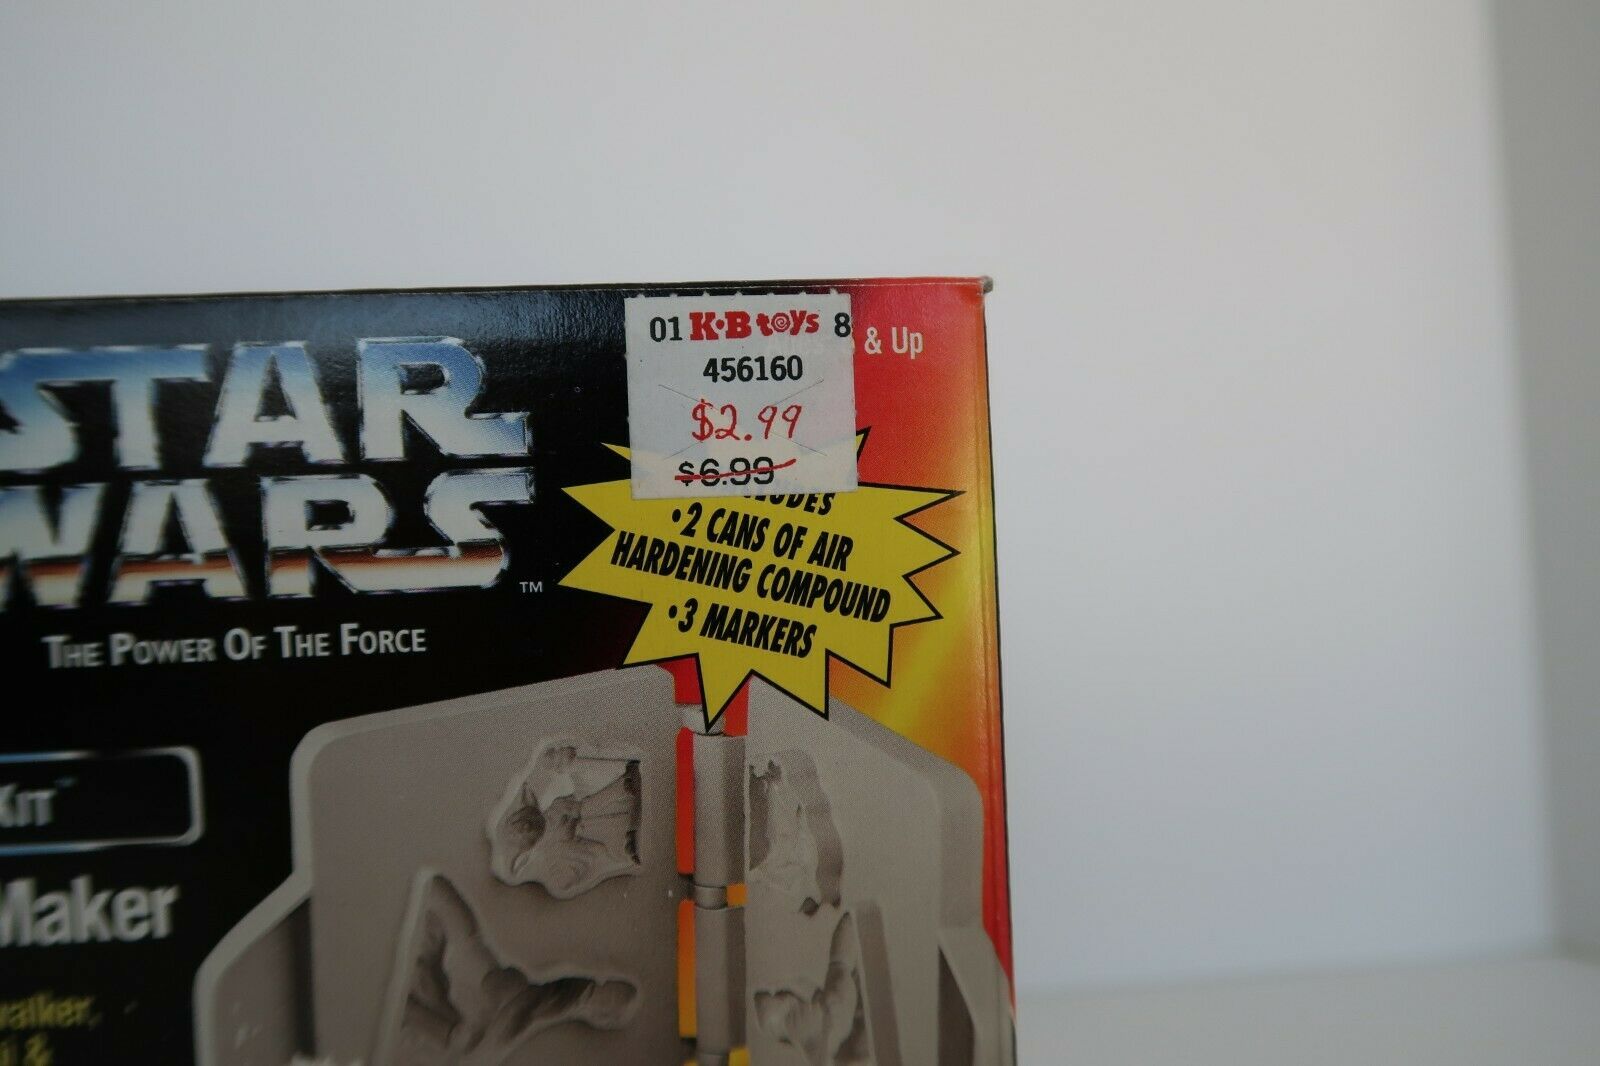 01 K·B toys 8
456160
$2.99
$6.99
& Up
STAR
WARS
™
THE POWER OF THE FORCE
•2 CANS OF AIR
HARDENING COMPOUND
•3 MARKERS
KIT™
Maker